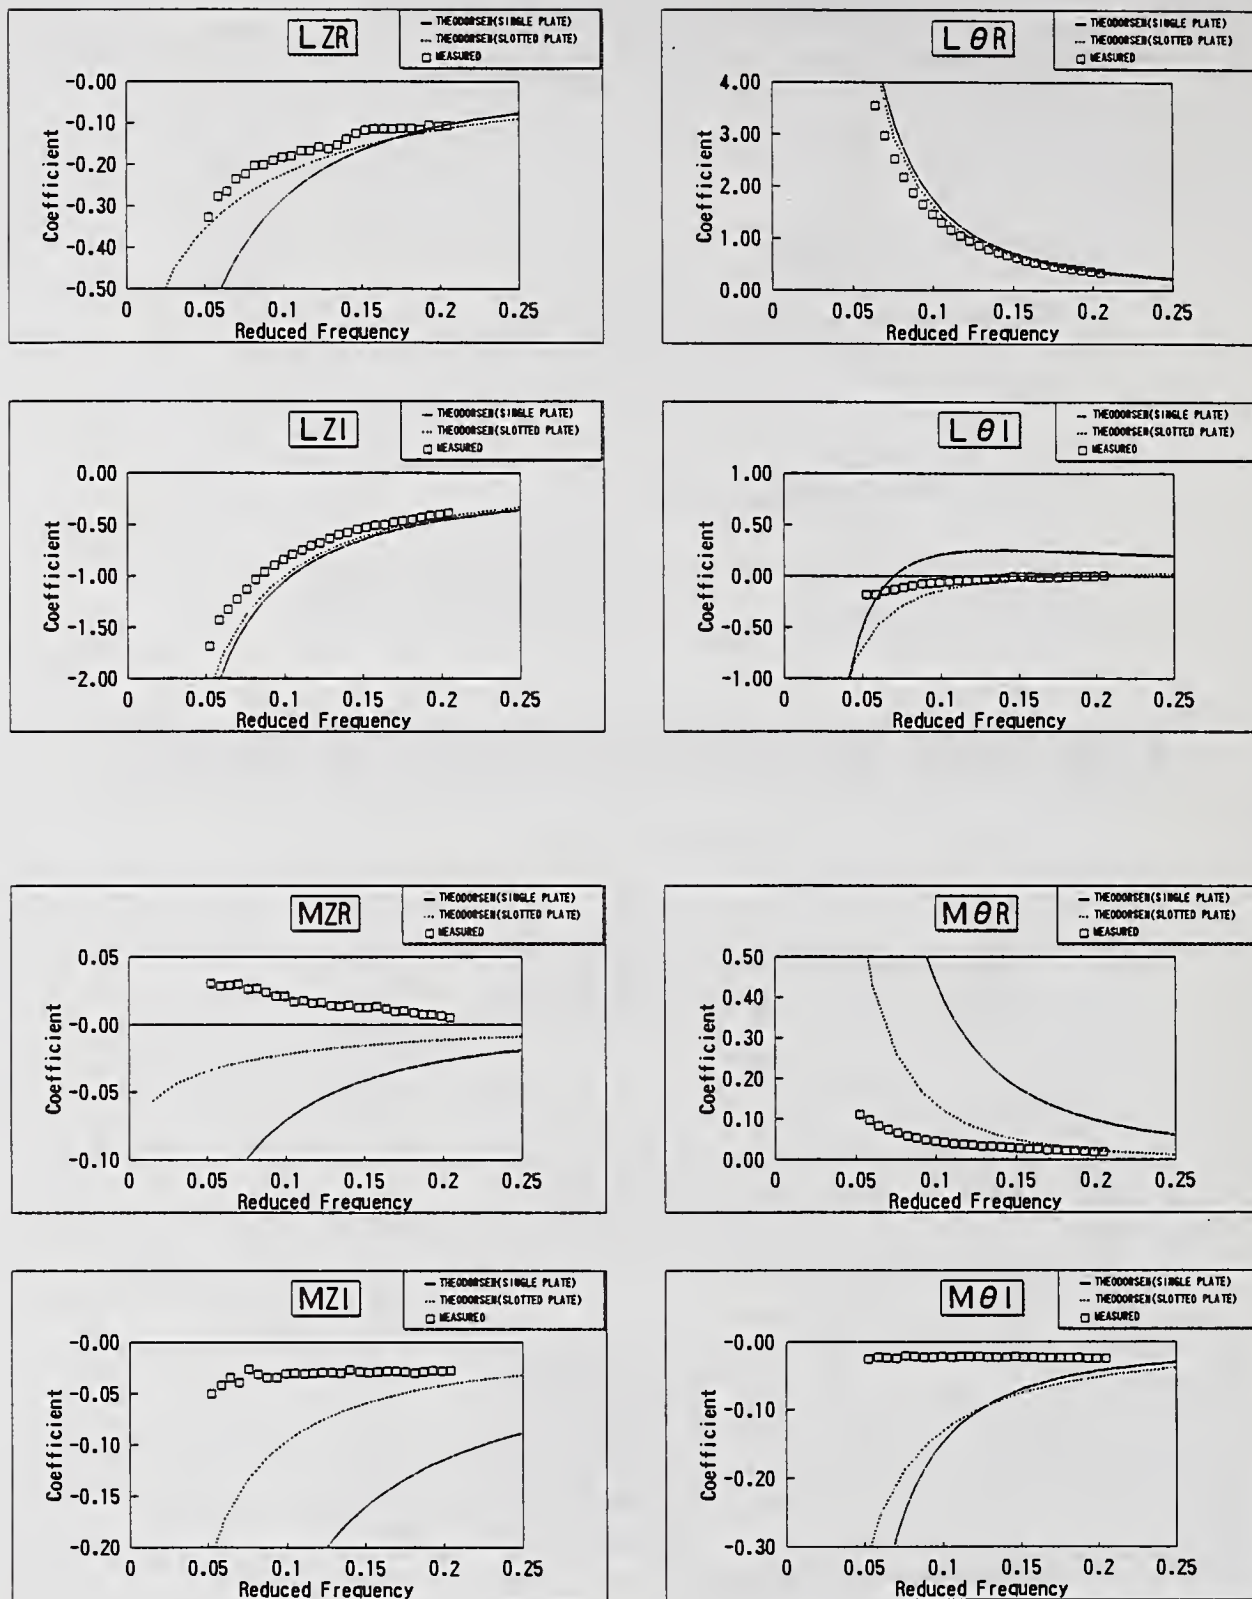 LZR
— THEODORSEN(SINGLE PLATE)
···· THEODORSEN(SLOTTED PLATE)
□ MEASURED
Coefficient
-0.00
-0.10
-0.20
-0.30
-0.40
-0.50
0 0.05 0.1 0.15 0.2 0.25
Reduced Frequency
LθR
— THEODORSEN(SINGLE PLATE)
···· THEODORSEN(SLOTTED PLATE)
□ MEASURED
Coefficient
4.00
3.00
2.00
1.00
0.00
0 0.05 0.1 0.15 0.2 0.25
Reduced Frequency
LZI
— THEODORSEN(SINGLE PLATE)
···· THEODORSEN(SLOTTED PLATE)
□ MEASURED
Coefficient
0.00
-0.50
-1.00
-1.50
-2.00
0 0.05 0.1 0.15 0.2 0.25
Reduced Frequency
LθI
— THEODORSEN(SINGLE PLATE)
···· THEODORSEN(SLOTTED PLATE)
□ MEASURED
Coefficient
1.00
0.50
0.00
-0.50
-1.00
0 0.05 0.1 0.15 0.2 0.25
Reduced Frequency
MZR
— THEODORSEN(SINGLE PLATE)
···· THEODORSEN(SLOTTED PLATE)
□ MEASURED
Coefficient
0.05
-0.00
-0.05
-0.10
0 0.05 0.1 0.15 0.2 0.25
Reduced Frequency
MθR
— THEODORSEN(SINGLE PLATE)
···· THEODORSEN(SLOTTED PLATE)
□ MEASURED
Coefficient
0.50
0.40
0.30
0.20
0.10
0.00
0 0.05 0.1 0.15 0.2 0.25
Reduced Frequency
MZI
— THEODORSEN(SINGLE PLATE)
···· THEODORSEN(SLOTTED PLATE)
□ MEASURED
Coefficient
-0.00
-0.05
-0.10
-0.15
-0.20
0 0.05 0.1 0.15 0.2 0.25
Reduced Frequency
MθI
— THEODORSEN(SINGLE PLATE)
···· THEODORSEN(SLOTTED PLATE)
□ MEASURED
Coefficient
-0.00
-0.10
-0.20
-0.30
0 0.05 0.1 0.15 0.2 0.25
Reduced Frequency